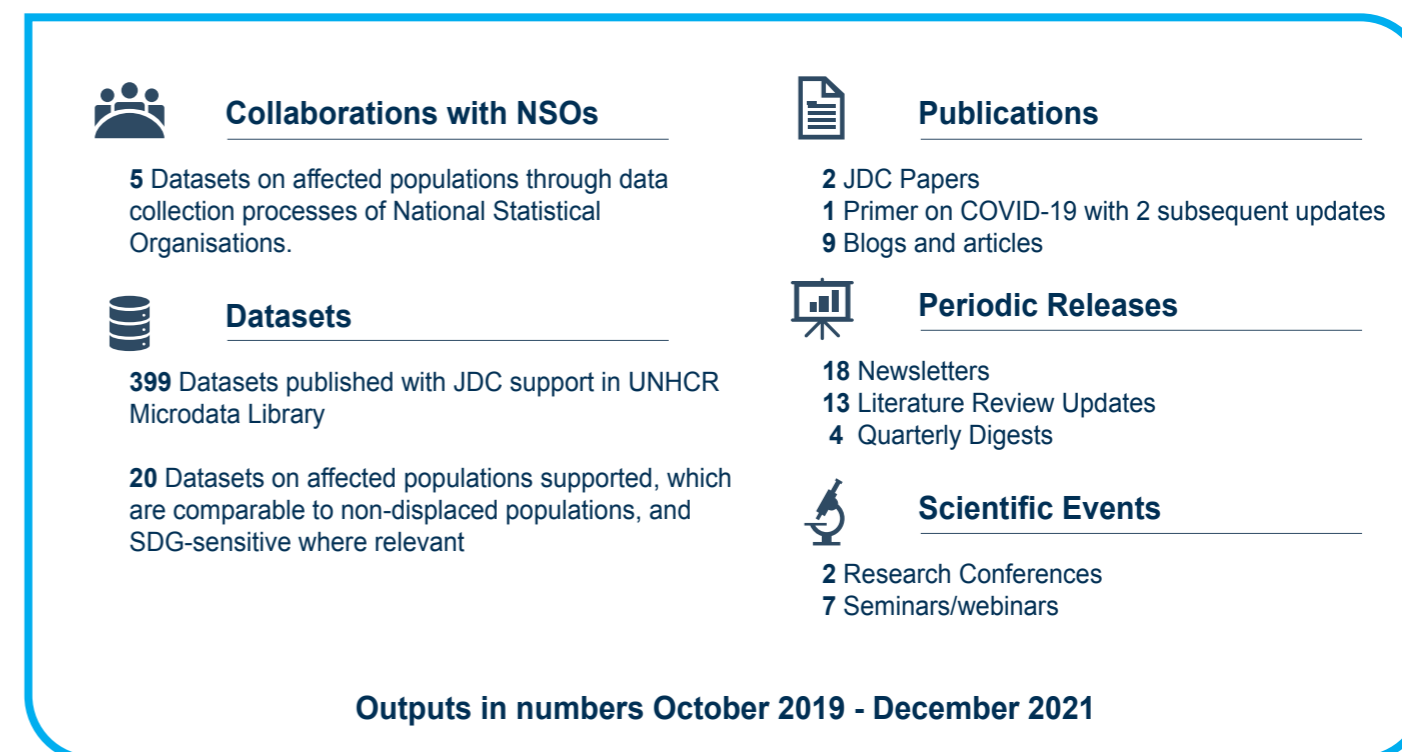 Collaborations with NSOs
5 Datasets on affected populations through data
collection processes of National Statistical
Organisations.
Datasets
399 Datasets published with JDC support in UNHCR
Microdata Library
20 Datasets on affected populations supported, which
are comparable to non-displaced populations, and
SDG-sensitive where relevant
Publications
2 JDC Papers
1 Primer on COVID-19 with 2 subsequent updates
9 Blogs and articles
Periodic Releases
18 Newsletters
13 Literature Review Updates
4 Quarterly Digests
Scientific Events
2 Research Conferences
7 Seminars/webinars
Outputs in numbers October 2019 - December 2021